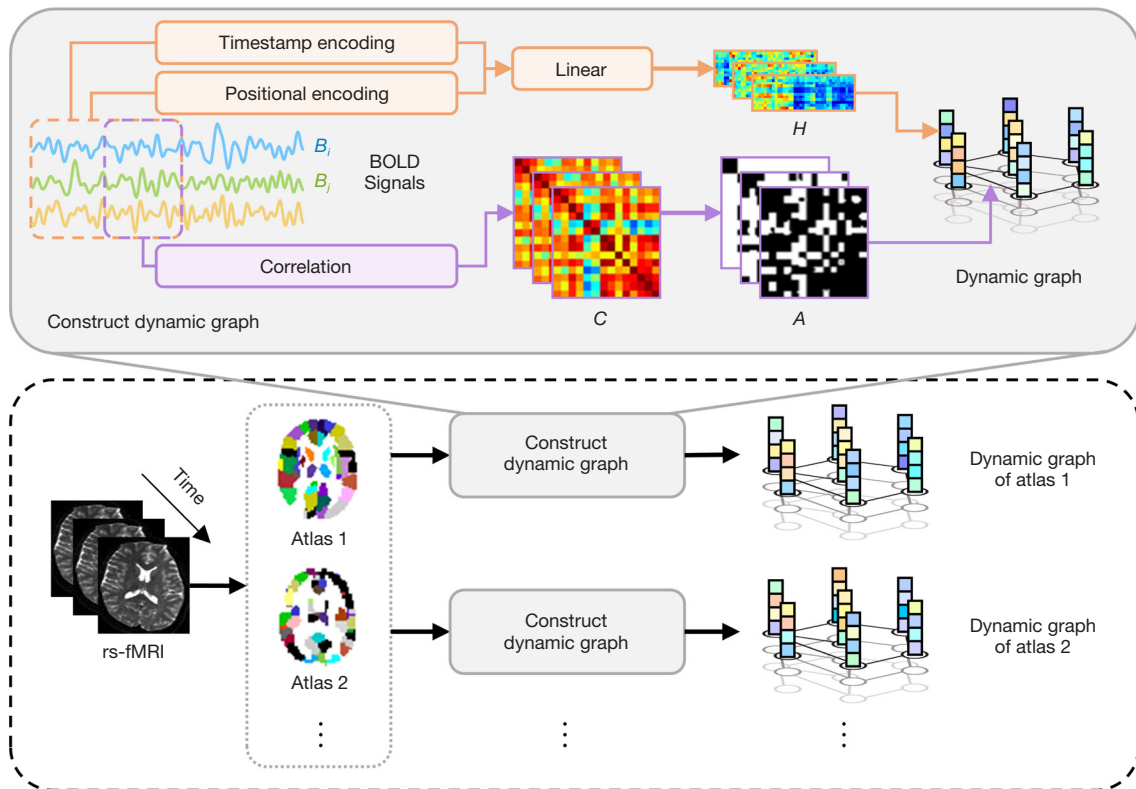 Timestamp encoding
Positional encoding
Linear
H
B_i
B_j
BOLD
Signals
Correlation
C
A
Dynamic graph
Construct dynamic graph
Time
rs-fMRI
Atlas 1
Construct
dynamic graph
Dynamic graph
of atlas 1
Atlas 2
Construct
dynamic graph
Dynamic graph
of atlas 2